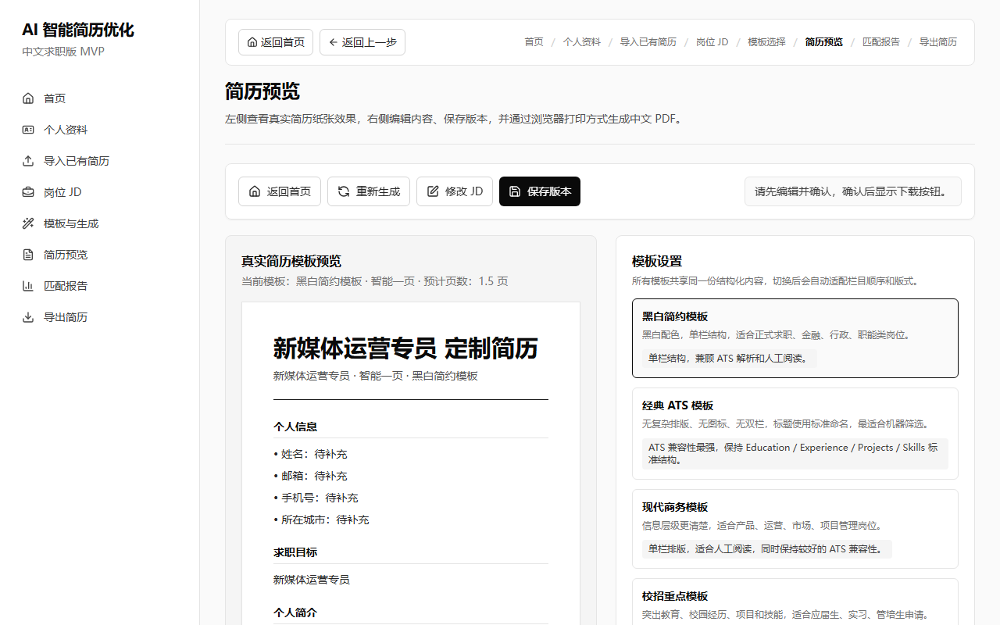 AI 智能简历优化
中文求职版 MVP
首页
个人资料
导入已有简历
岗位 JD
模板与生成
简历预览
匹配报告
导出简历
返回首页 返回上一步 首页 / 个人资料 / 导入已有简历 / 岗位 JD / 模板选择 / 简历预览 / 匹配报告 / 导出简历
简历预览
左侧查看真实简历纸张效果，右侧编辑内容、保存版本，并通过浏览器打印方式生成中文 PDF。
返回首页 重新生成 修改 JD 保存版本 请先编辑并确认，确认后显示下载按钮。
真实简历模板预览
当前模板：黑白简约模板 · 智能一页 · 预计页数：1.5 页
新媒体运营专员 定制简历
新媒体运营专员 · 智能一页 · 黑白简约模板
个人信息
• 姓名：待补充
• 邮箱：待补充
• 手机号：待补充
• 所在城市：待补充
求职目标
新媒体运营专员
个人简介
模板设置
所有模板共享同一份结构化内容，切换后会自动适配栏目顺序和版式。
黑白简约模板
黑白配色，单栏结构，适合正式求职、金融、行政、职能类岗位。
单栏结构，兼顾 ATS 解析和人工阅读。
经典 ATS 模板
无复杂排版、无图标、无双栏，标题使用标准命名，最适合机器筛选。
ATS 兼容性最强，保持 Education / Experience / Projects / Skills 标
准结构。
现代商务模板
信息层级更清楚，适合产品、运营、市场、项目管理岗位。
单栏排版，适合人工阅读，同时保持较好的 ATS 兼容性。
校招重点模板
突出教育、校园经历、项目和技能，适合应届生、实习、管培生申请。